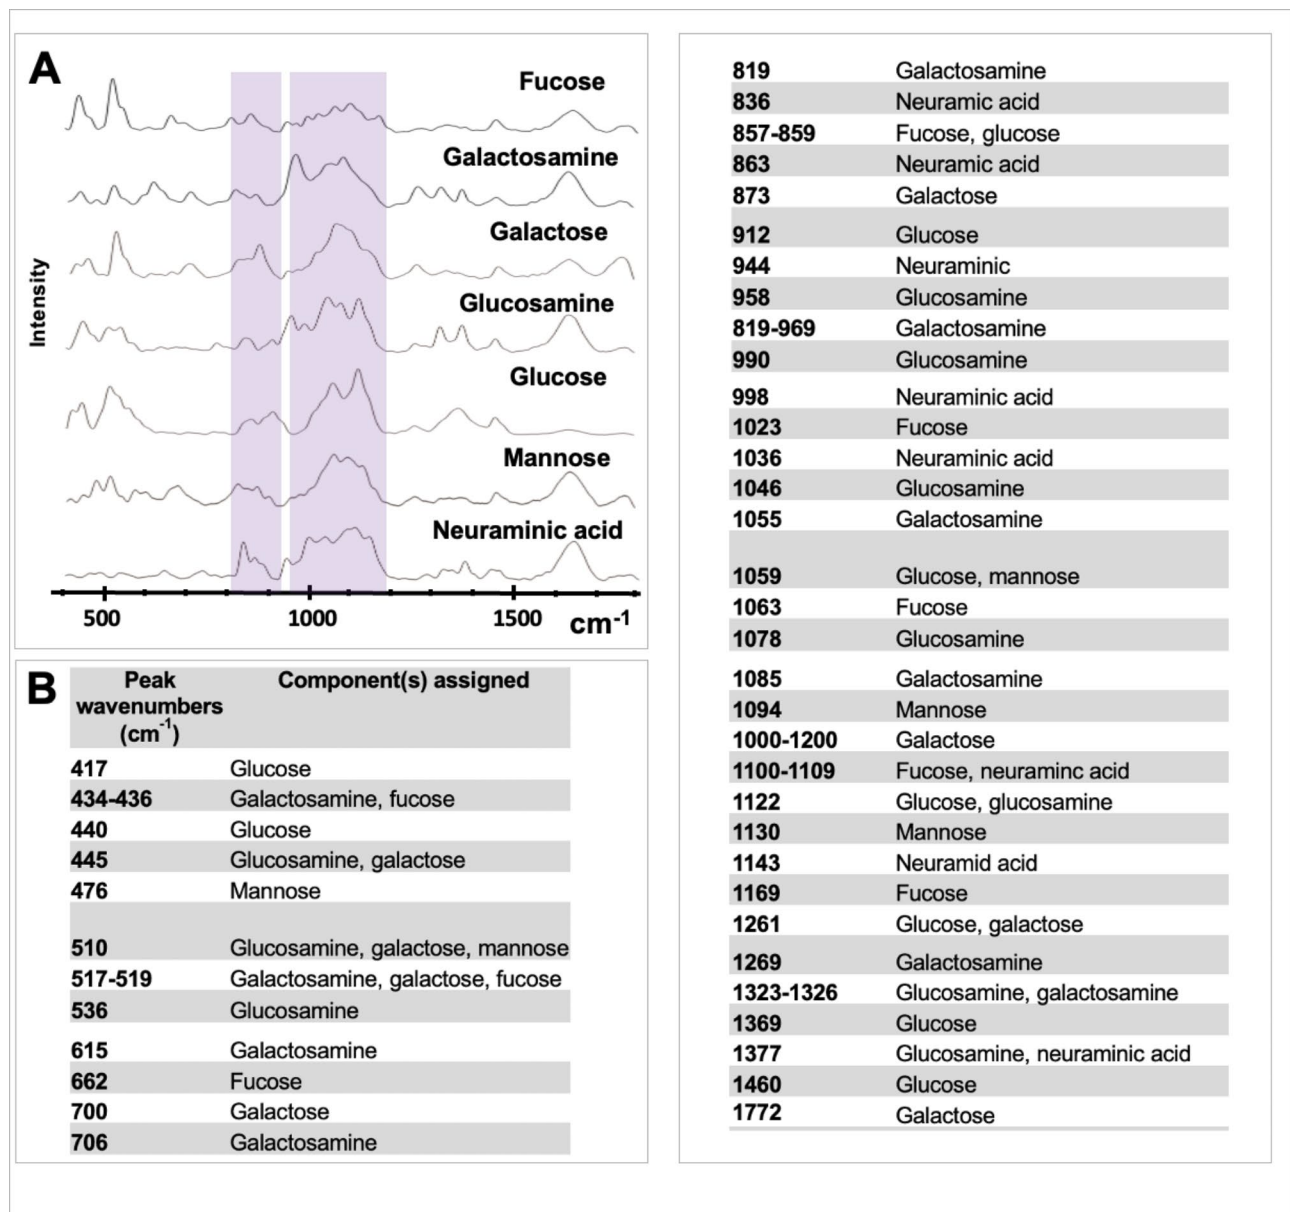 A
Fucose
Galactosamine
Galactose
Glucosamine
Glucose
Mannose
Neuraminic acid
Intensity
500 1000 1500 cm-1
B
Peak wavenumbers (cm-1) Component(s) assigned
417 Glucose
434-436 Galactosamine, fucose
440 Glucose
445 Glucosamine, galactose
476 Mannose
510 Glucosamine, galactose, mannose
517-519 Galactosamine, galactose, fucose
536 Glucosamine
615 Galactosamine
662 Fucose
700 Galactose
706 Galactosamine
819 Galactosamine
836 Neuramic acid
857-859 Fucose, glucose
863 Neuramic acid
873 Galactose
912 Glucose
944 Neuraminic
958 Glucosamine
819-969 Galactosamine
990 Glucosamine
998 Neuraminic acid
1023 Fucose
1036 Neuraminic acid
1046 Glucosamine
1055 Galactosamine
1059 Glucose, mannose
1063 Fucose
1078 Glucosamine
1085 Galactosamine
1094 Mannose
1000-1200 Galactose
1100-1109 Fucose, neuraminc acid
1122 Glucose, glucosamine
1130 Mannose
1143 Neuramid acid
1169 Fucose
1261 Glucose, galactose
1269 Galactosamine
1323-1326 Glucosamine, galactosamine
1369 Glucose
1377 Glucosamine, neuraminic acid
1460 Glucose
1772 Galactose